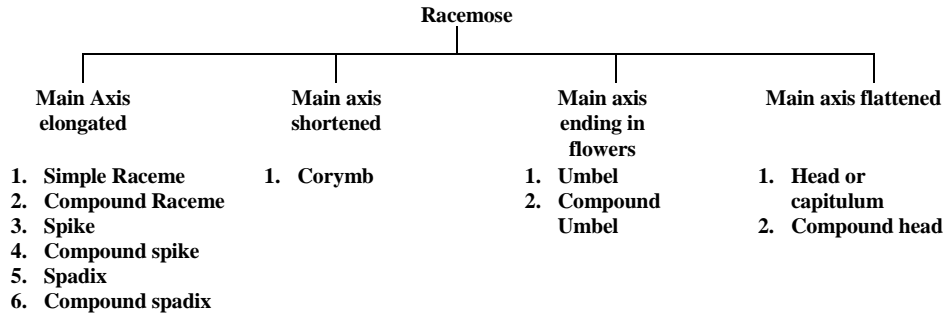 Racemose
Main Axis
elongated
1. Simple Raceme
2. Compound Raceme
3. Spike
4. Compound spike
5. Spadix
6. Compound spadix
Main axis
shortened
1. Corymb
Main axis
ending in
flowers
1. Umbel
2. Compound
Umbel
Main axis flattened
1. Head or
capitulum
2. Compound head